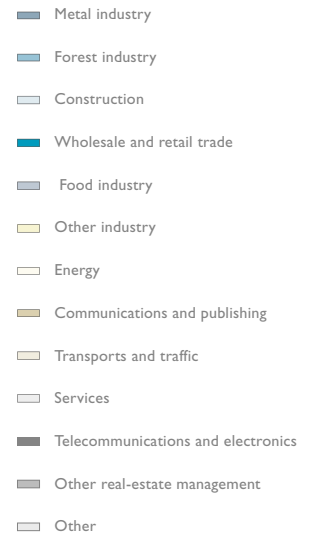 Metal industry
Forest industry
Construction
Wholesale and retail trade
Food industry
Other industry
Energy
Communications and publishing
Transports and traffic
Services
Telecommunications and electronics
Other real-estate management
Other